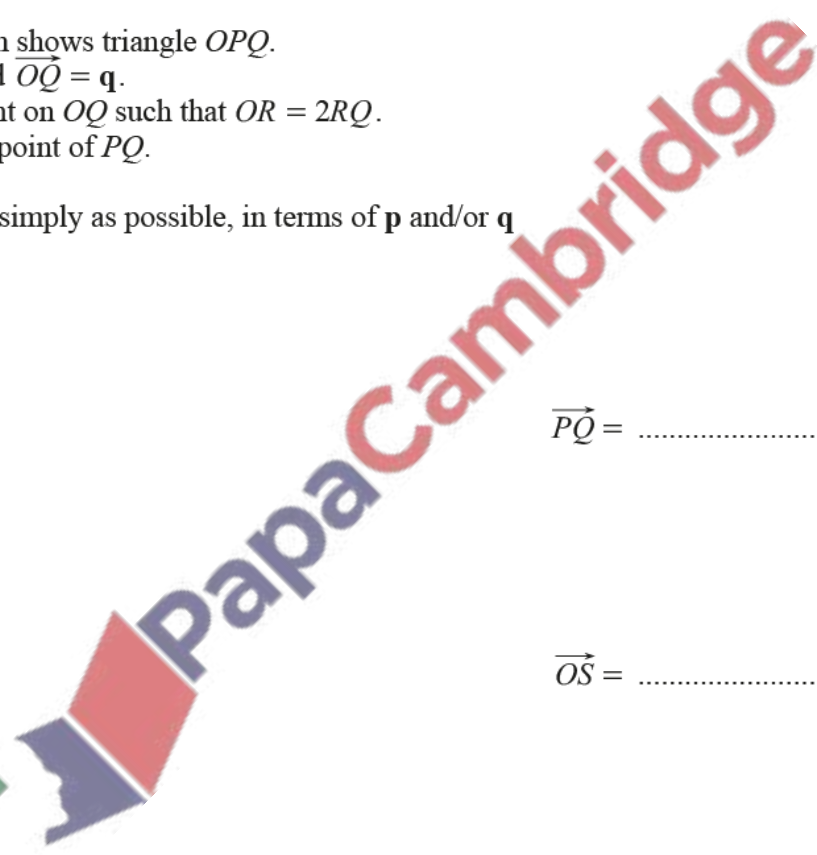 shows triangle OPQ.
OQ = q.
on OQ such that OR = 2RQ.
point of PQ.
simply as possible, in terms of p and/or q
PapaCambridge
PQ = ........................
OS = ........................